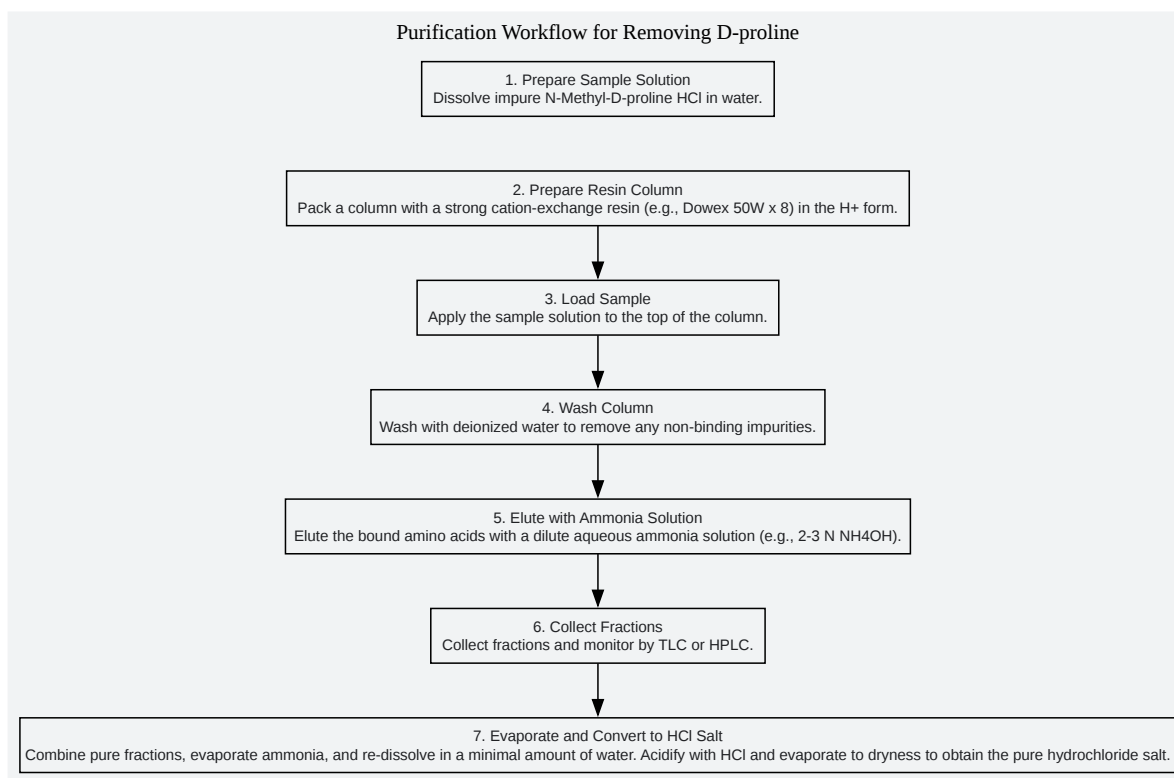 Purification Workflow for Removing D-proline
1. Prepare Sample Solution
Dissolve impure N-Methyl-D-proline HCl in water.
2. Prepare Resin Column
Pack a column with a strong cation-exchange resin (e.g., Dowex 50W x 8) in the H+ form.
3. Load Sample
Apply the sample solution to the top of the column.
4. Wash Column
Wash with deionized water to remove any non-binding impurities.
5. Elute with Ammonia Solution
Elute the bound amino acids with a dilute aqueous ammonia solution (e.g., 2-3 N NH4OH).
6. Collect Fractions
Collect fractions and monitor by TLC or HPLC.
7. Evaporate and Convert to HCl Salt
Combine pure fractions, evaporate ammonia, and re-dissolve in a minimal amount of water. Acidify with HCl and evaporate to dryness to obtain the pure hydrochloride salt.